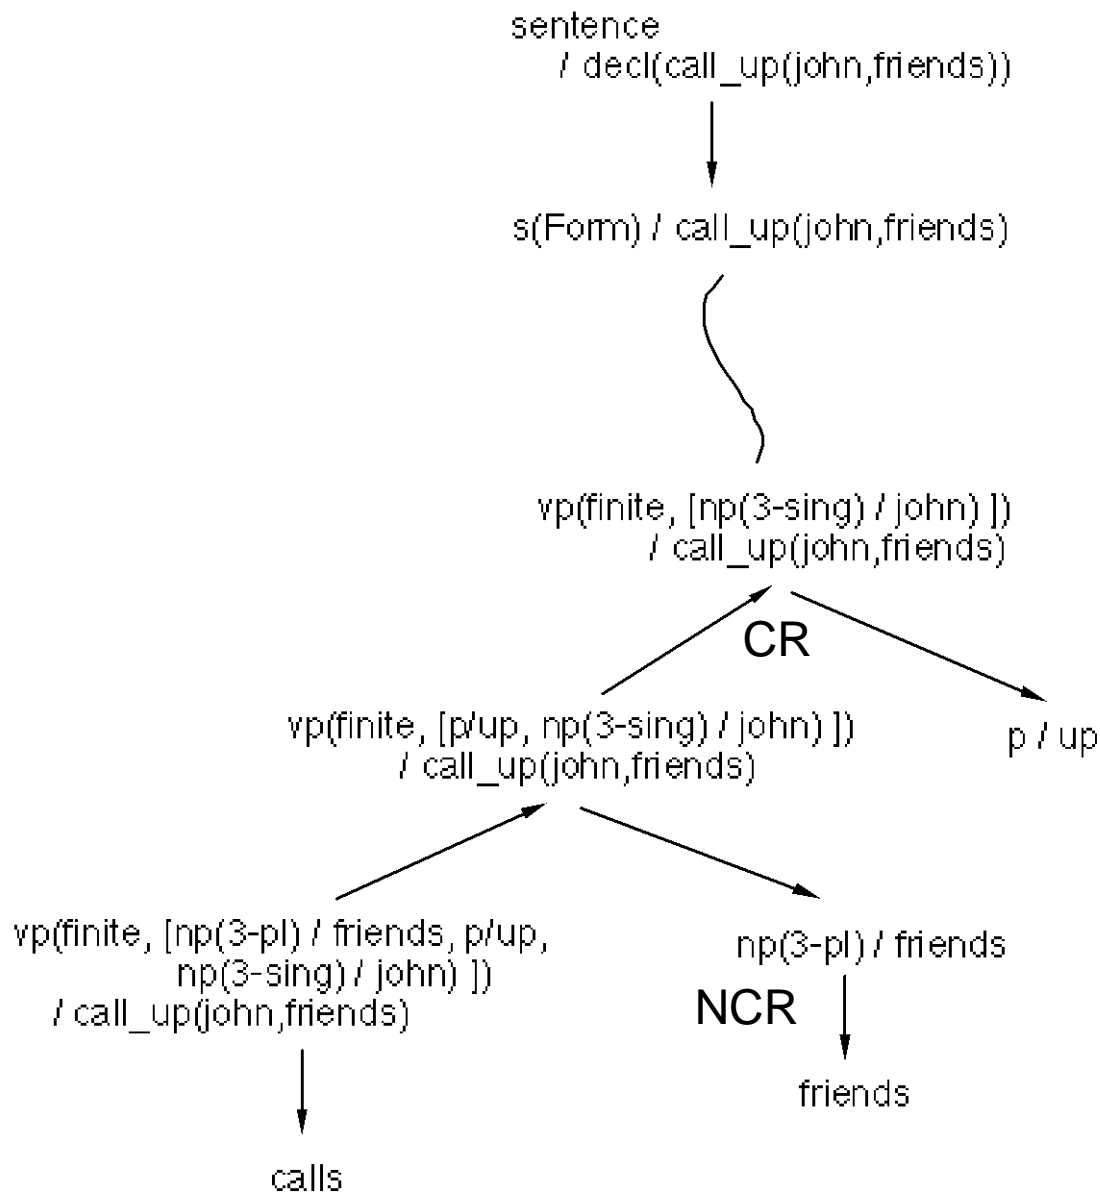 sentence
/ decl(call_up(john,friends))
s(Form) / call_up(john,friends)
vp(finite, [np(3-sing) / john) ])
/ call_up(john,friends)
CR
vp(finite, [p/up, np(3-sing) / john) ])
/ call_up(john,friends)
p / up
vp(finite, [np(3-pl) / friends, p/up,
np(3-sing) / john) ])
/ call_up(john,friends)
np(3-pl) / friends
NCR
friends
calls